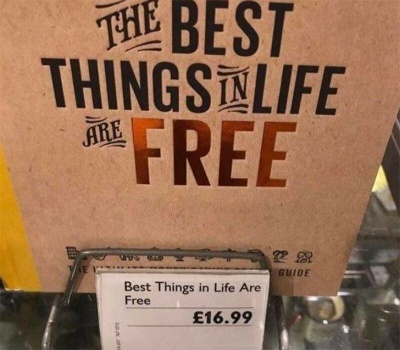 THE BEST
THINGS IN LIFE
ARE FREE
GUIDE
Best Things in Life Are
Free
£16.99